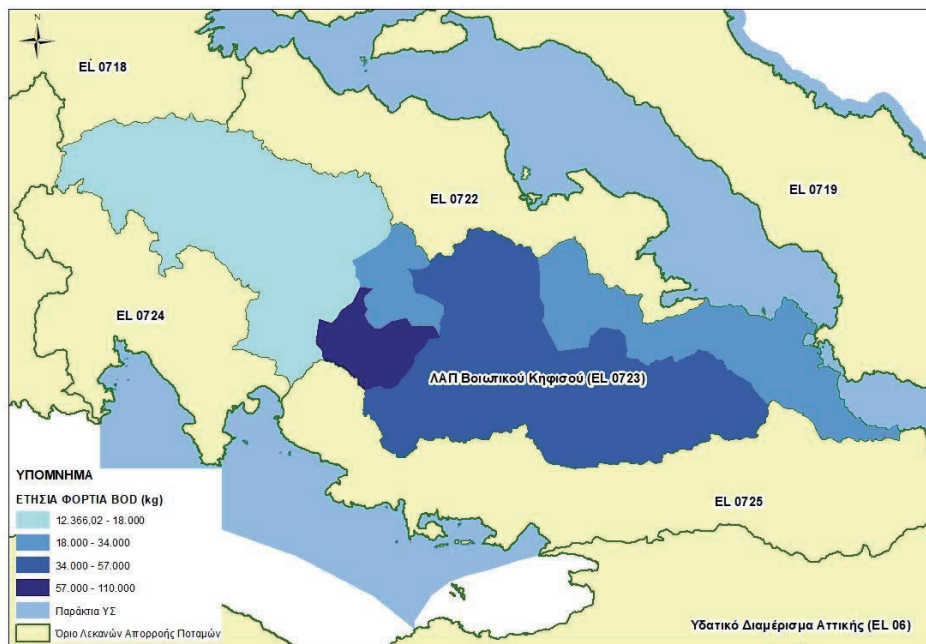 N
EL 0718
EL 0719
EL 0722
EL 0724
ΛΑΠ Βοιωτικού Κηφισού (EL 0723)
ΥΠΟΜΝΗΜΑ
ΕΤΗΣΙΑ ΦΟΡΤΙΑ BOD (kg)
12.366,02 - 18.000
18.000 - 34.000
34.000 - 57.000
57.000 - 110.000
Παράκτια ΥΣ
Όριο Λεκανών Απορροής Ποταμών
EL 0725
Υδατικό Διαμέρισμα Αττικής (EL 06)